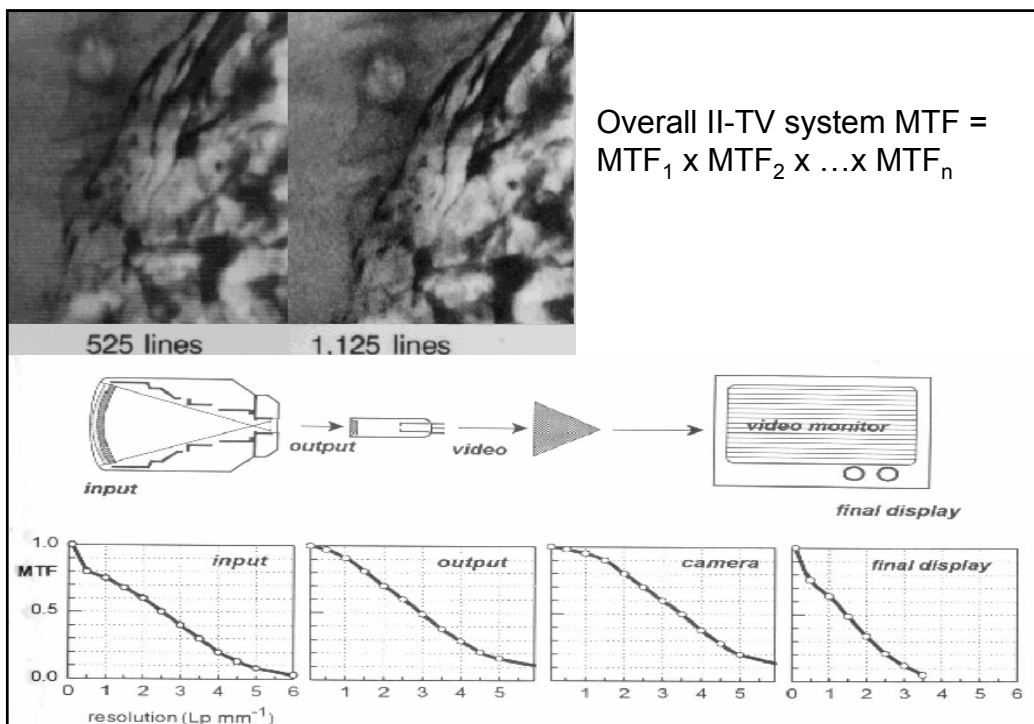 Overall II-TV system MTF =
MTF₁ x MTF₂ x …x MTFₙ
525 lines
1,125 lines
input
output
video
video monitor
final display
input
output
camera
final display
1.0
MTF
0.5
0.0
0 1 2 3 4 5 6
1 2 3 4 5
1 2 3 4 5
0 1 2 3 4 5
resolution (Lp mm⁻¹)